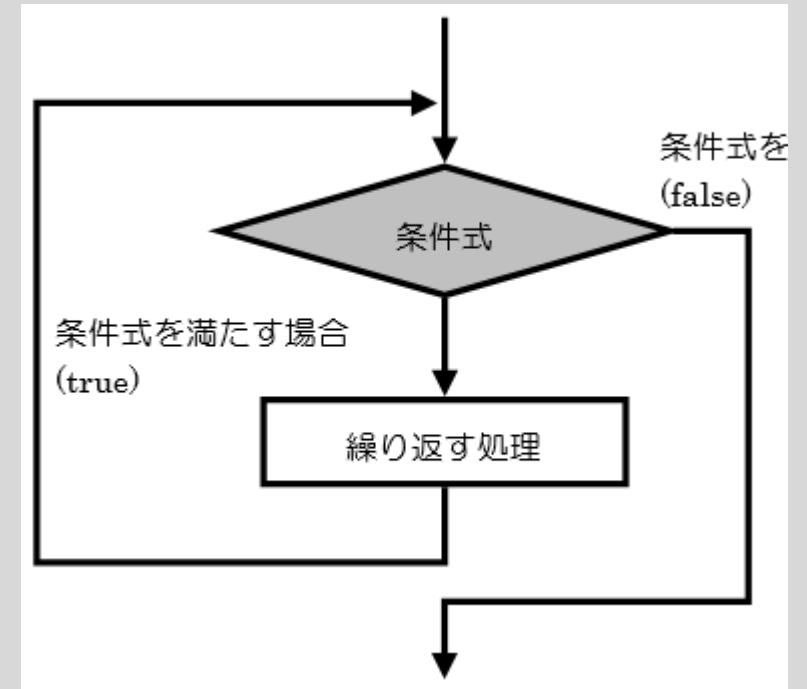 条件式を
(false)
条件式
条件式を満たす場合
(true)
繰り返す処理